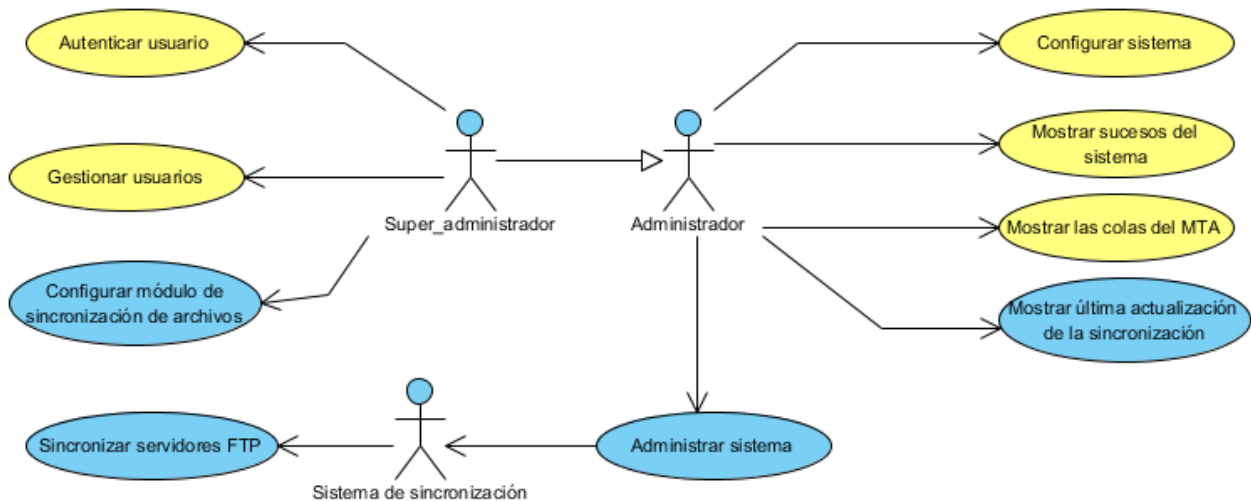 Autenticar usuario
Configurar sistema
Mostrar sucesos del
sistema
Gestionar usuarios
Super_administrador
Administrador
Mostrar las colas del MTA
Configurar módulo de
sincronización de archivos
Mostrar última actualización
de la sincronización
Sincronizar servidores FTP
Administrar sistema
Sistema de sincronización